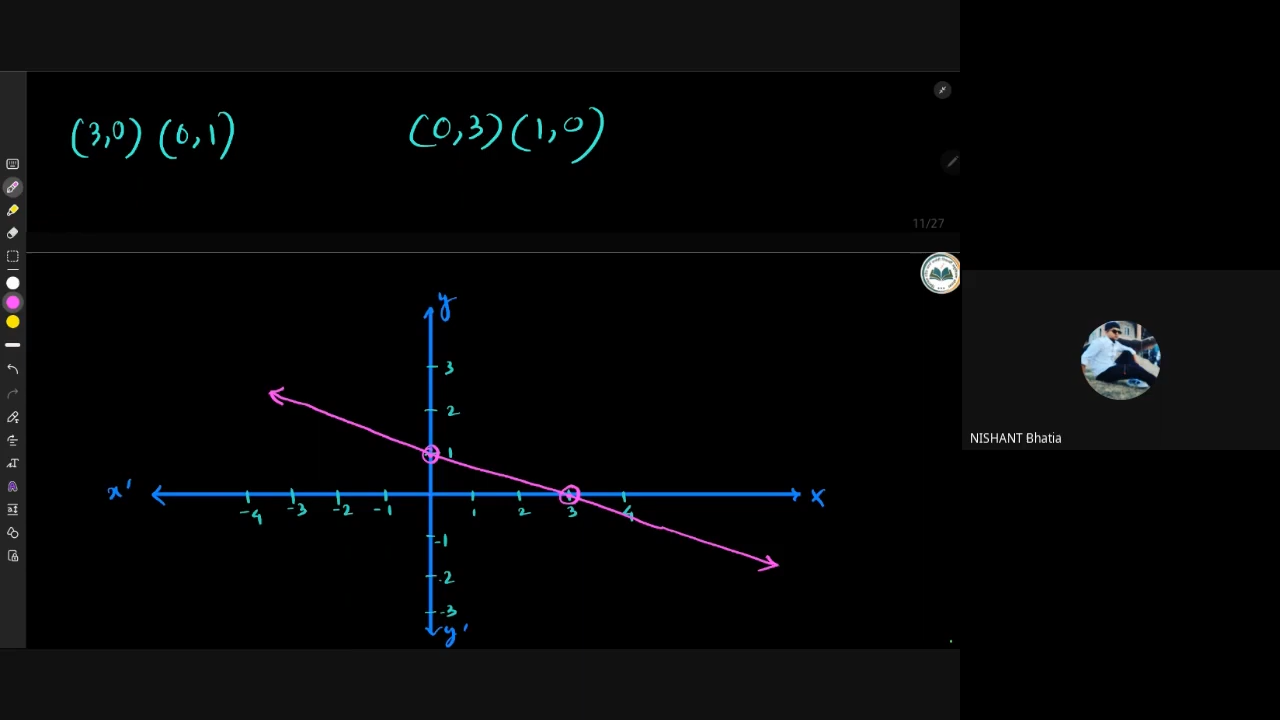 (3,0) (0,1) (0,3) (1,0)
11/27
y
3
2
1
x' -4 -3 -2 -1 1 2 3 4 x
-1
-2
-3
y'
NISHANT Bhatia